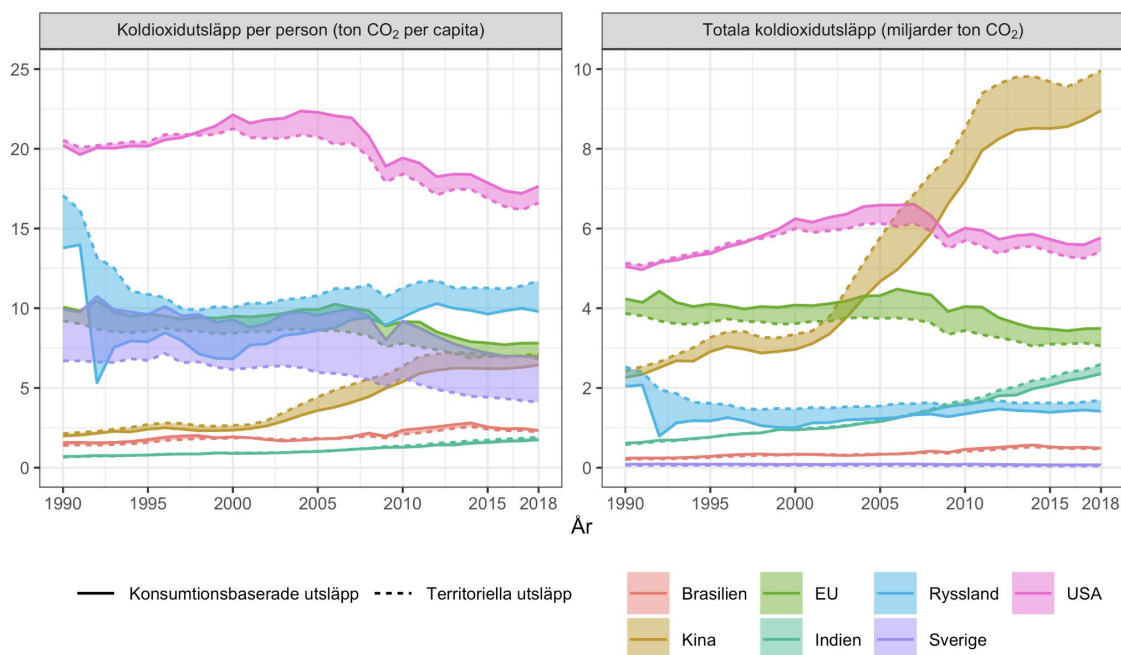 Koldioxidutsläpp per person (ton CO₂ per capita)
Totala koldioxidutsläpp (miljarder ton CO₂)
25
20
15
10
5
0
10
8
6
4
2
0
1990 1995 2000 2005 2010 2015 2018
1990 1995 2000 2005 2010 2015 2018
År
Konsumtionsbaserade utsläpp
Territoriella utsläpp
Brasilien
EU
Ryssland
USA
Kina
Indien
Sverige